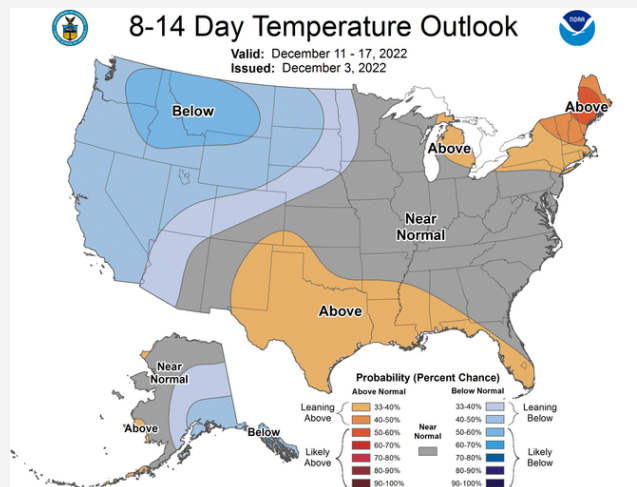 8-14 Day Temperature Outlook
NOAA
Valid: December 11 - 17, 2022
Issued: December 3, 2022
Below
Above
Above
Near
Normal
Above
Near
Normal
Above
Below
Probability (Percent Chance)
Above Normal
Below Normal
Leaning
Above
33-40%
40-50%
50-60%
60-70%
70-80%
80-90%
90-100%
Likely
Above
Near
Normal
33-40%
40-50%
50-60%
60-70%
70-80%
80-90%
90-100%
Leaning
Below
Likely
Below